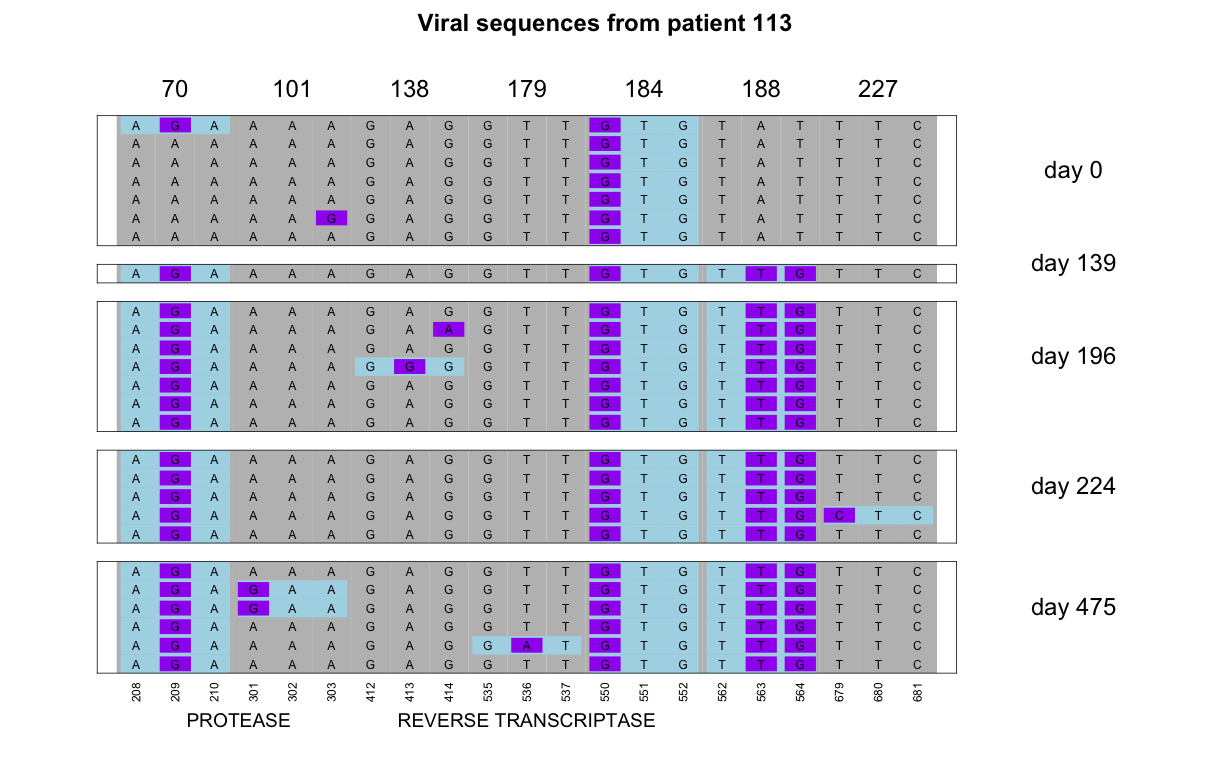 Viral sequences from patient 113
70 101 138 179 184 188 227
A G A A A A G A G G T T G T G T A T T T C
A A A A A A G A G G T T G T G T A T T T C
A A A A A A G A G G T T G T G T A T T T C
A A A A A A G A G G T T G T G T A T T T C
A A A A A A G A G G T T G T G T A T T T C
A A A A A G G A G G T T G T G T A T T T C
A A A A A A G A G G T T G T G T A T T T C
day 0
A G A A A A G A G G T T G T G T T G T T C
day 139
A G A A A A G A G G T T G T G T T G T T C
A G A A A A G A A G T T G T G T T G T T C
A G A A A A G A G G T T G T G T T G T T C
A G A A A A G G G G T T G T G T T G T T C
A G A A A A G A G G T T G T G T T G T T C
A G A A A A G A G G T T G T G T T G T T C
A G A A A A G A G G T T G T G T T G T T C
day 196
A G A A A A G A G G T T G T G T T G T T C
A G A A A A G A G G T T G T G T T G T T C
A G A A A A G A G G T T G T G T T G T T C
A G A A A A G A G G T T G T G T T G C T C
A G A A A A G A G G T T G T G T T G T T C
day 224
A G A A A A G A G G T T G T G T T G T T C
A G A G A A G A G G T T G T G T T G T T C
A G A G A A G A G G T T G T G T T G T T C
A G A A A A G A G G T T G T G T T G T T C
A G A A A A G A G G A T G T G T T G T T C
A G A A A A G A G G T T G T G T T G T T C
day 475
208 209 210 301 302 303 412 413 414 535 536 537 550 551 552 562 563 564 679 680 681
PROTEASE REVERSE TRANSCRIPTASE